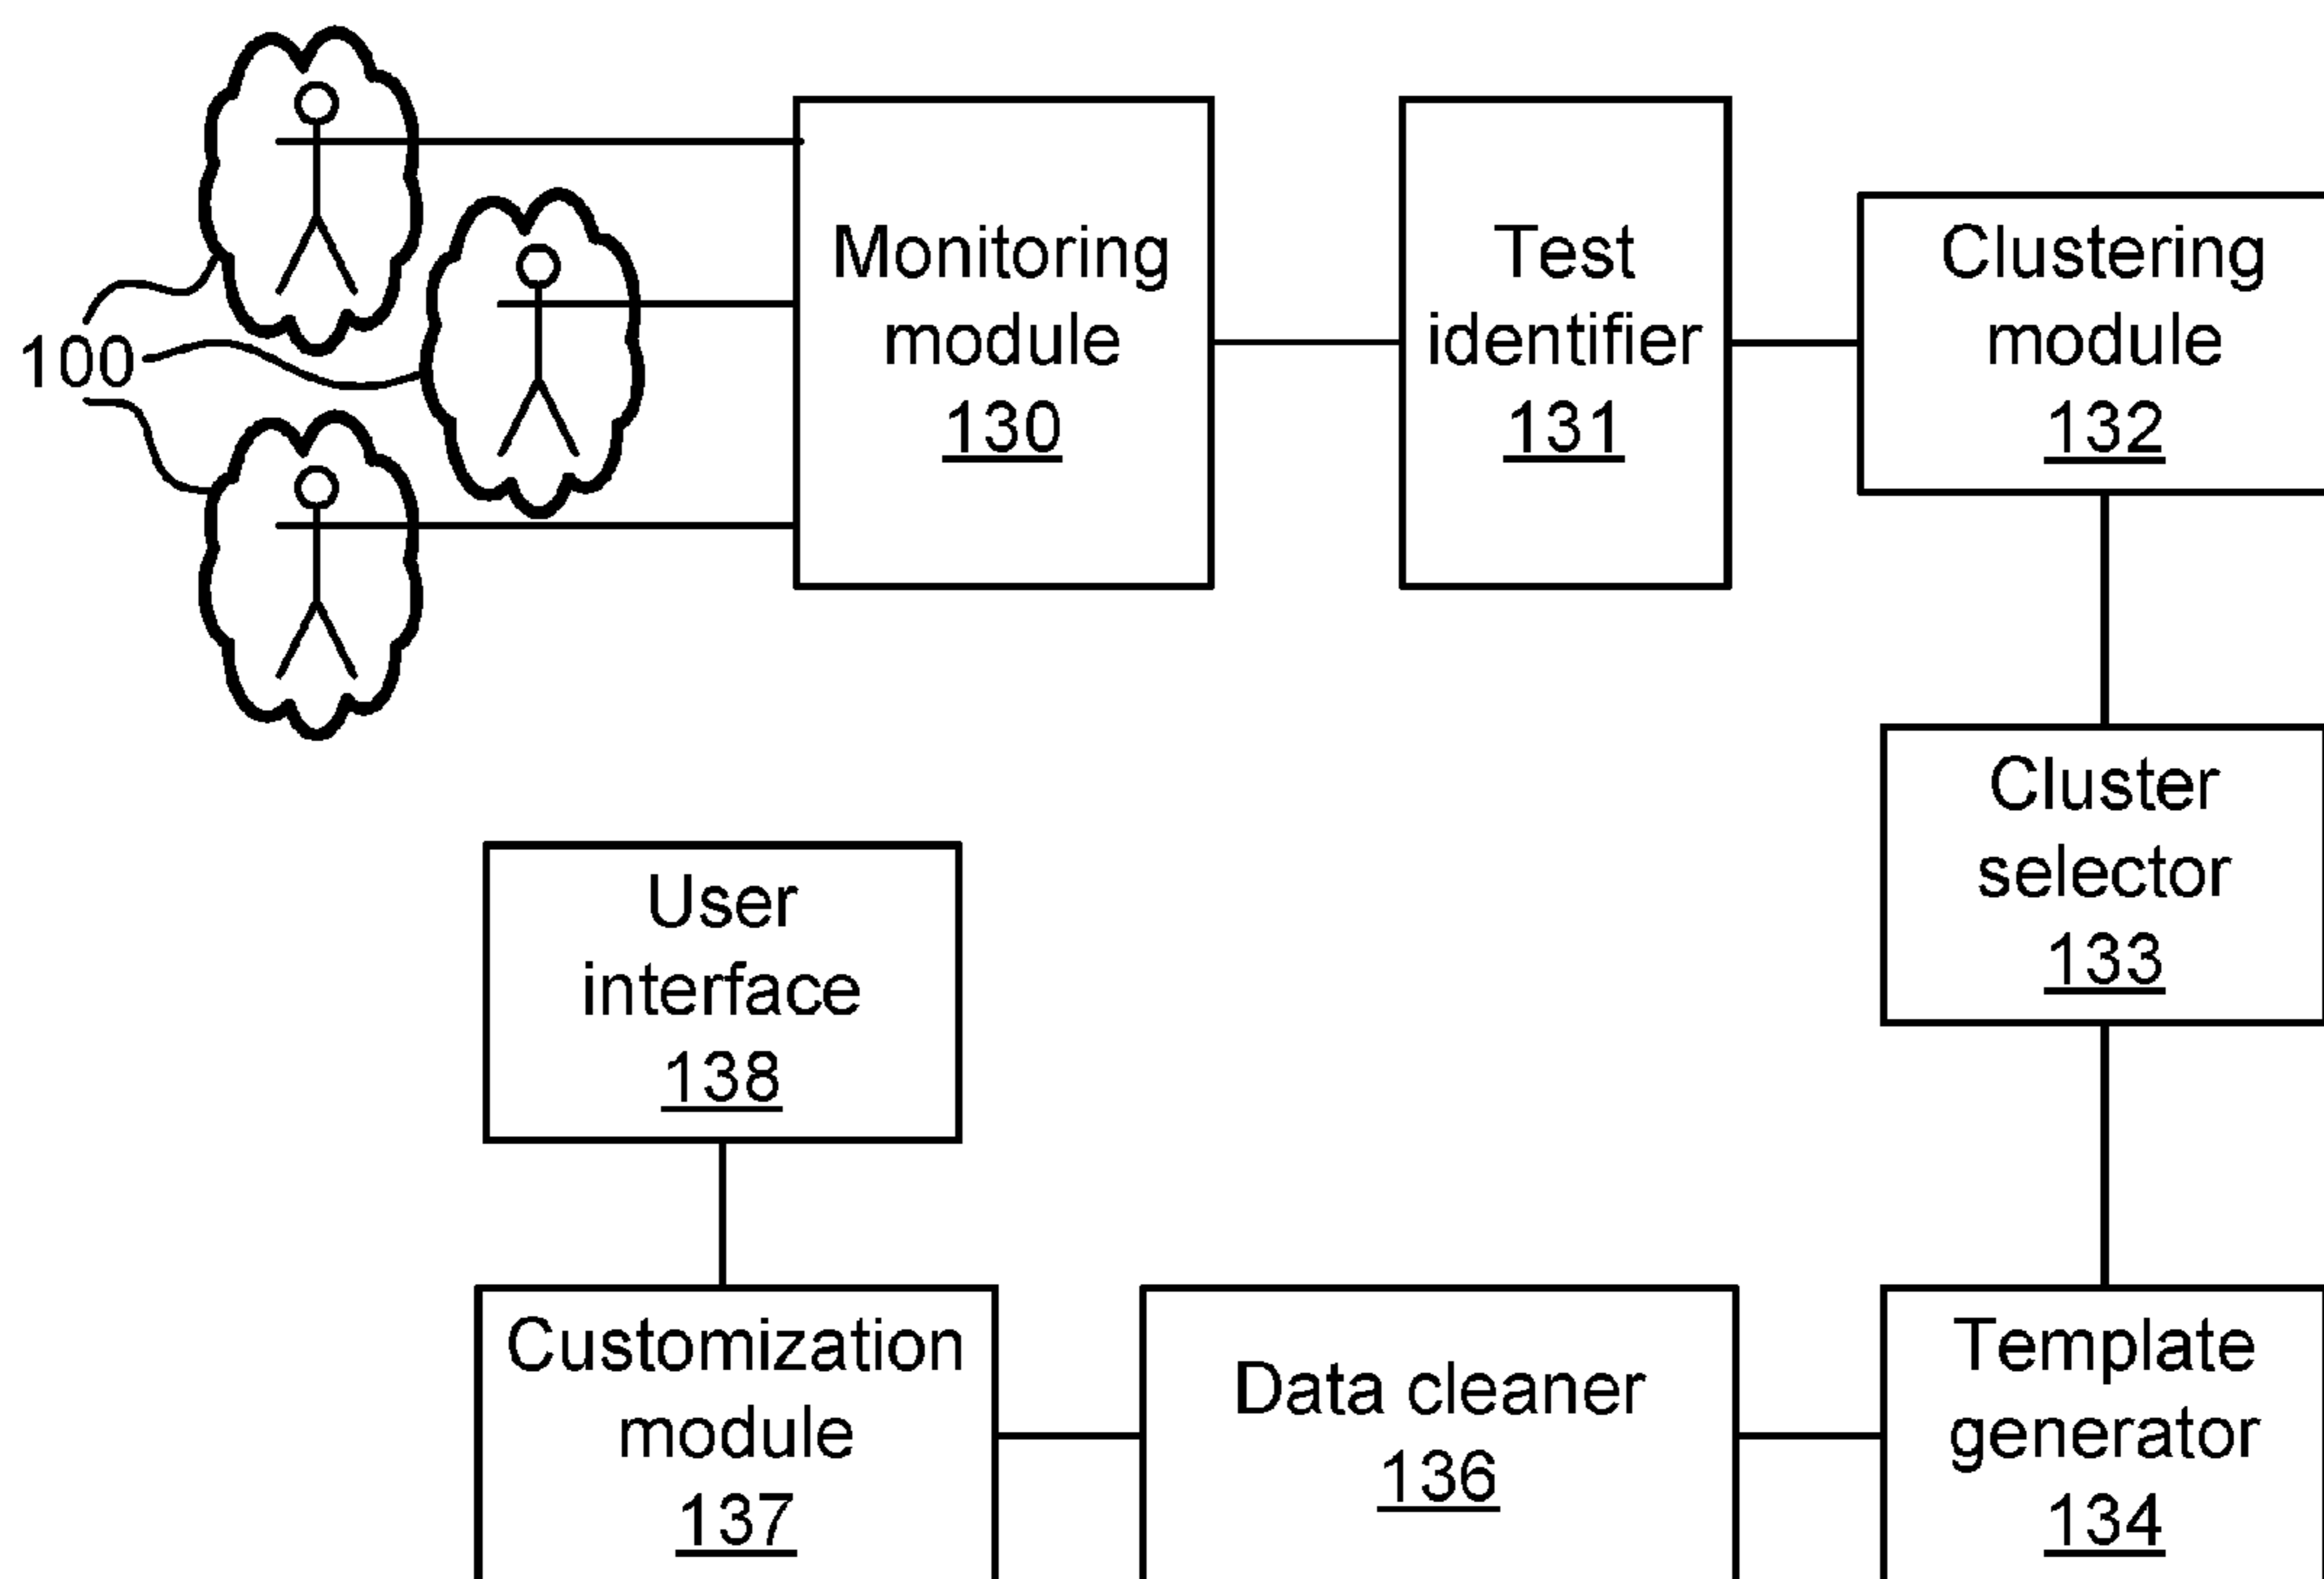 100
Monitoring
module
130
Test
identifier
131
Clustering
module
132
Cluster
selector
133
User
interface
138
Customization
module
137
Data cleaner
136
Template
generator
134